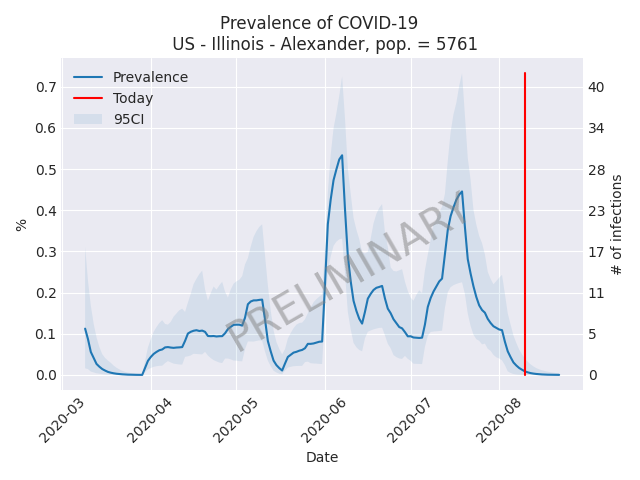 Prevalence of COVID-19
US - Illinois - Alexander, pop. = 5761
Prevalence
Today
95CI
PRELIMINARY
0.7
0.6
0.5
0.4
0.3
0.2
0.1
0.0
%
40
34
28
23
17
11
5
0
# of infections
2020-03
2020-04
2020-05
2020-06
2020-07
2020-08
Date